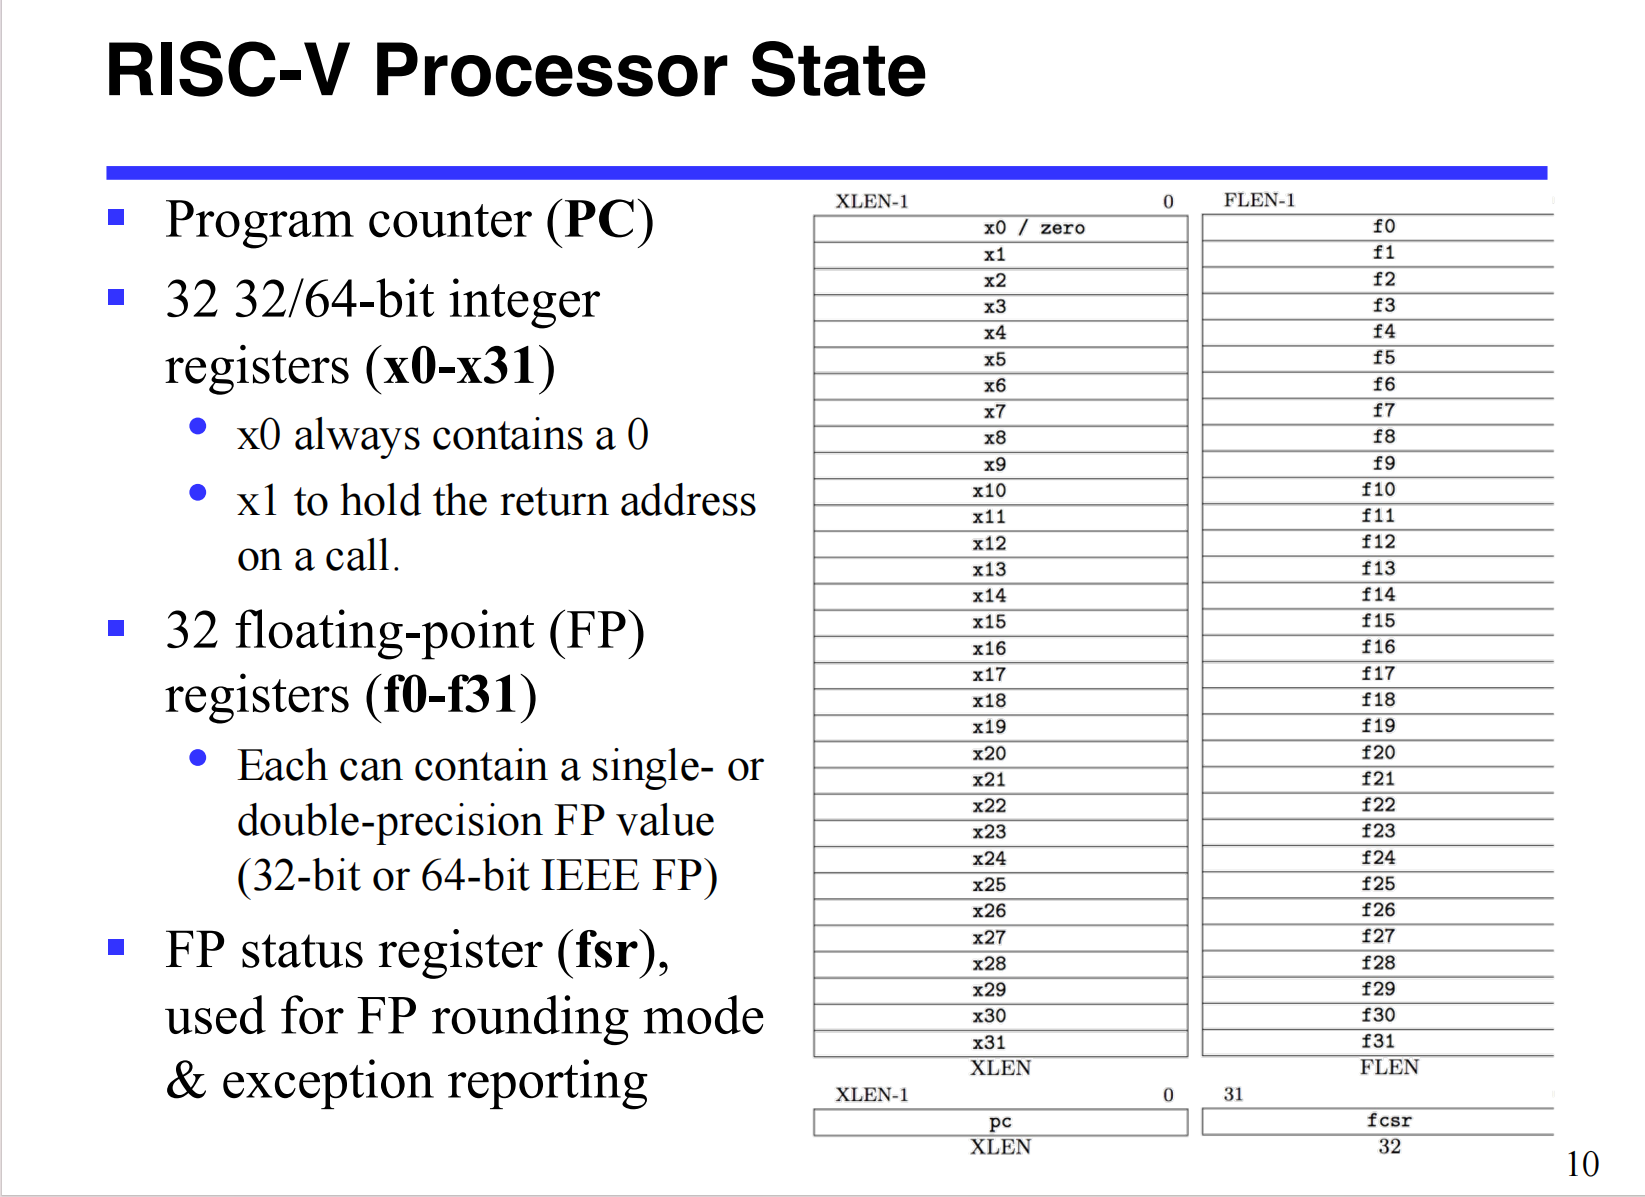 RISC-V Processor State
Program counter (PC)
32 32/64-bit integer
registers (x0-x31)
x0 always contains a 0
x1 to hold the return address
on a call.
32 floating-point (FP)
registers (f0-f31)
Each can contain a single- or
double-precision FP value
(32-bit or 64-bit IEEE FP)
FP status register (fsr),
used for FP rounding mode
& exception reporting
XLEN-1 0
x0 / zero
x1
x2
x3
x4
x5
x6
x7
x8
x9
x10
x11
x12
x13
x14
x15
x16
x17
x18
x19
x20
x21
x22
x23
x24
x25
x26
x27
x28
x29
x30
x31
XLEN
XLEN-1 0
pc
XLEN
FLEN-1
f0
f1
f2
f3
f4
f5
f6
f7
f8
f9
f10
f11
f12
f13
f14
f15
f16
f17
f18
f19
f20
f21
f22
f23
f24
f25
f26
f27
f28
f29
f30
f31
FLEN
31
fcsr
32
10